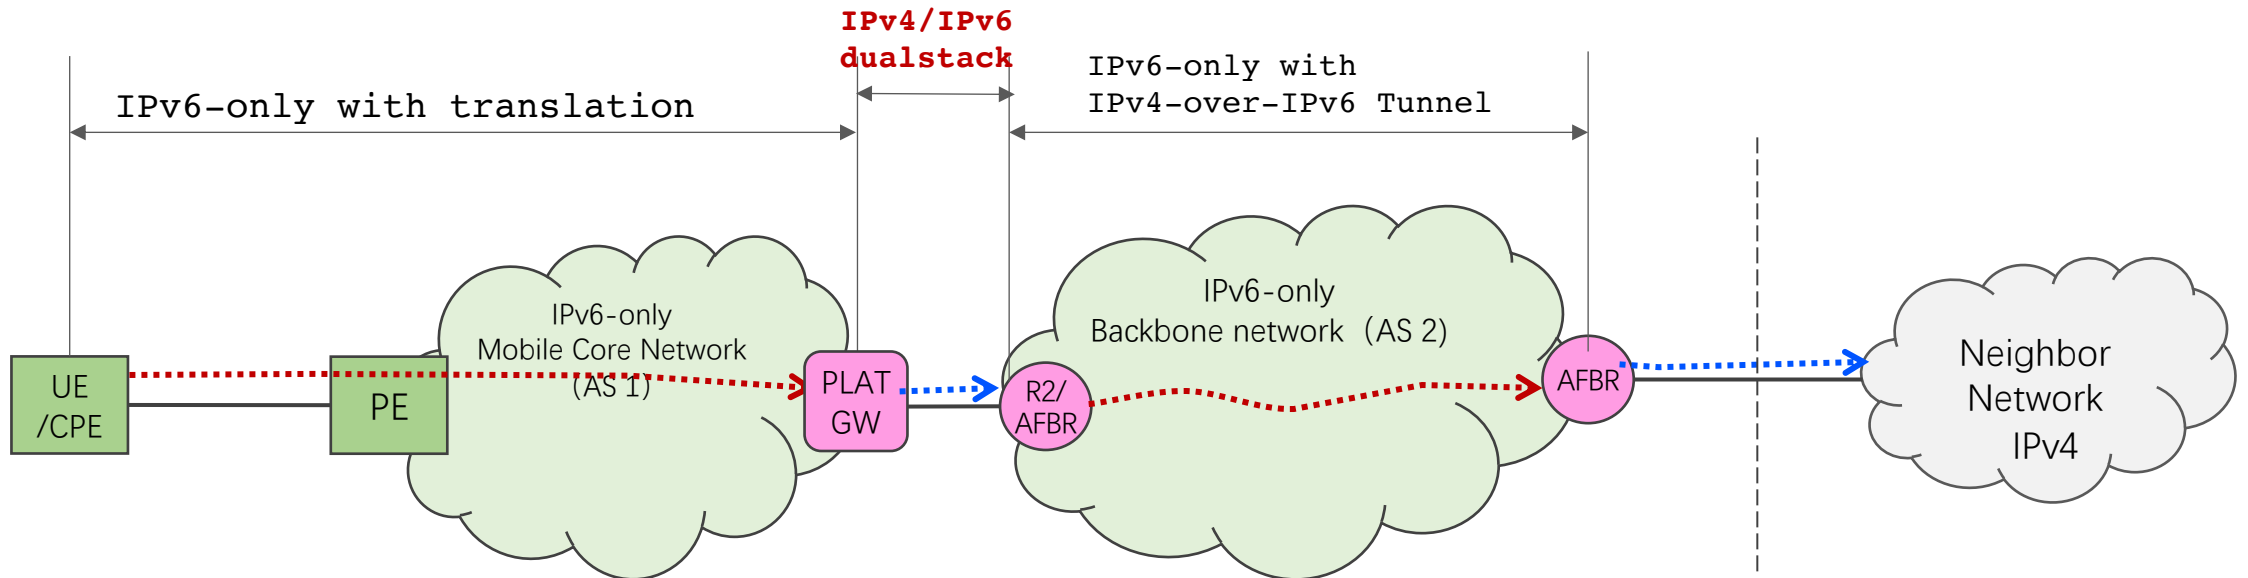 IPv4/IPv6
dualstack
IPv6-only with translation
IPv6-only with
IPv4-over-IPv6 Tunnel
IPv6-only
Mobile Core Network
(AS 1)
IPv6-only
Backbone network（AS 2)
UE
/CPE
PE
PLAT
GW
R2/
AFBR
AFBR
Neighbor
Network
IPv4